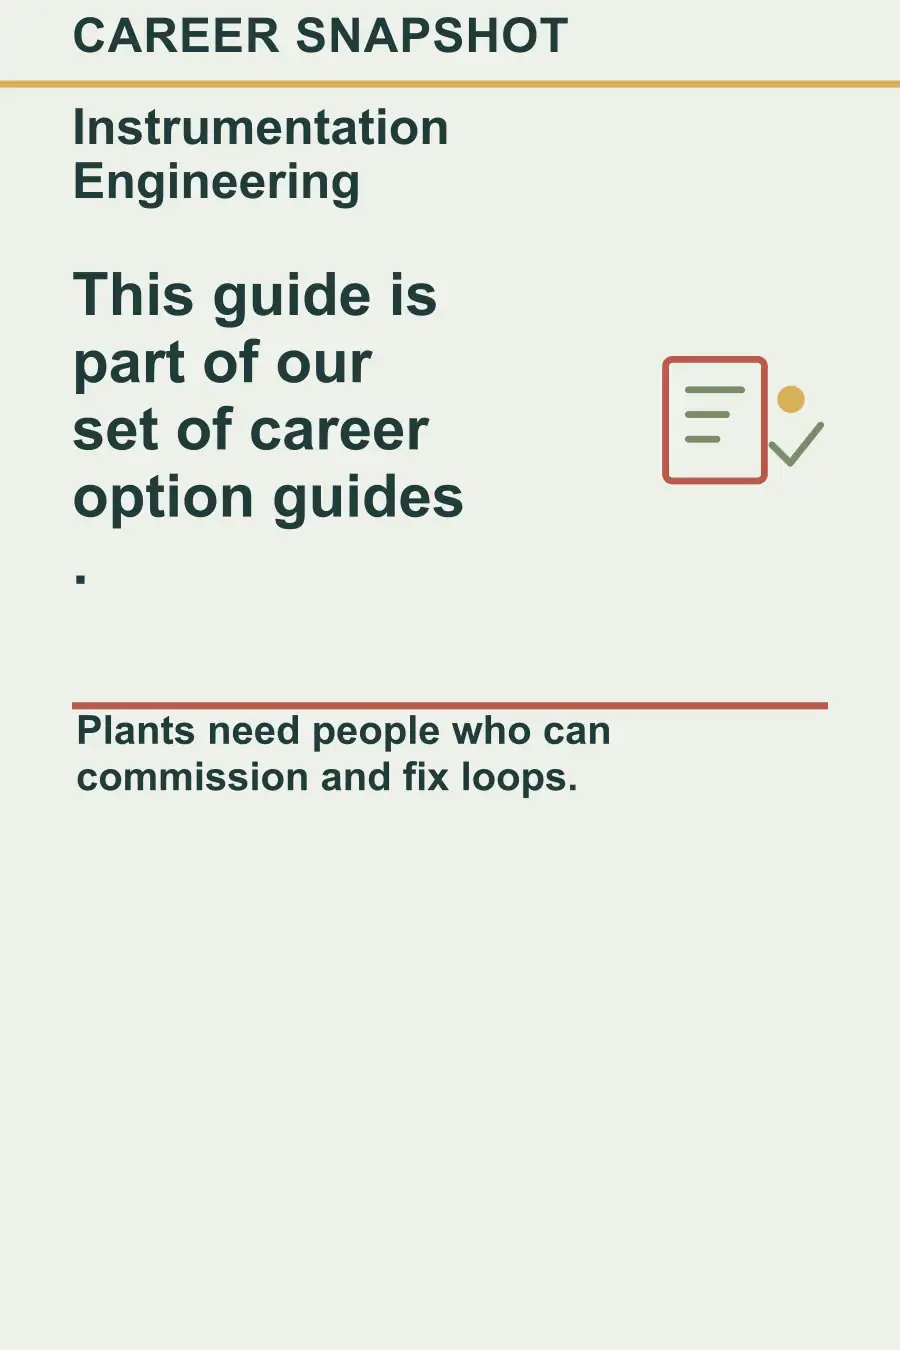 CAREER SNAPSHOT
Instrumentation
Engineering
This guide is
part of our
set of career
option guides
.
Plants need people who can
commission and fix loops.